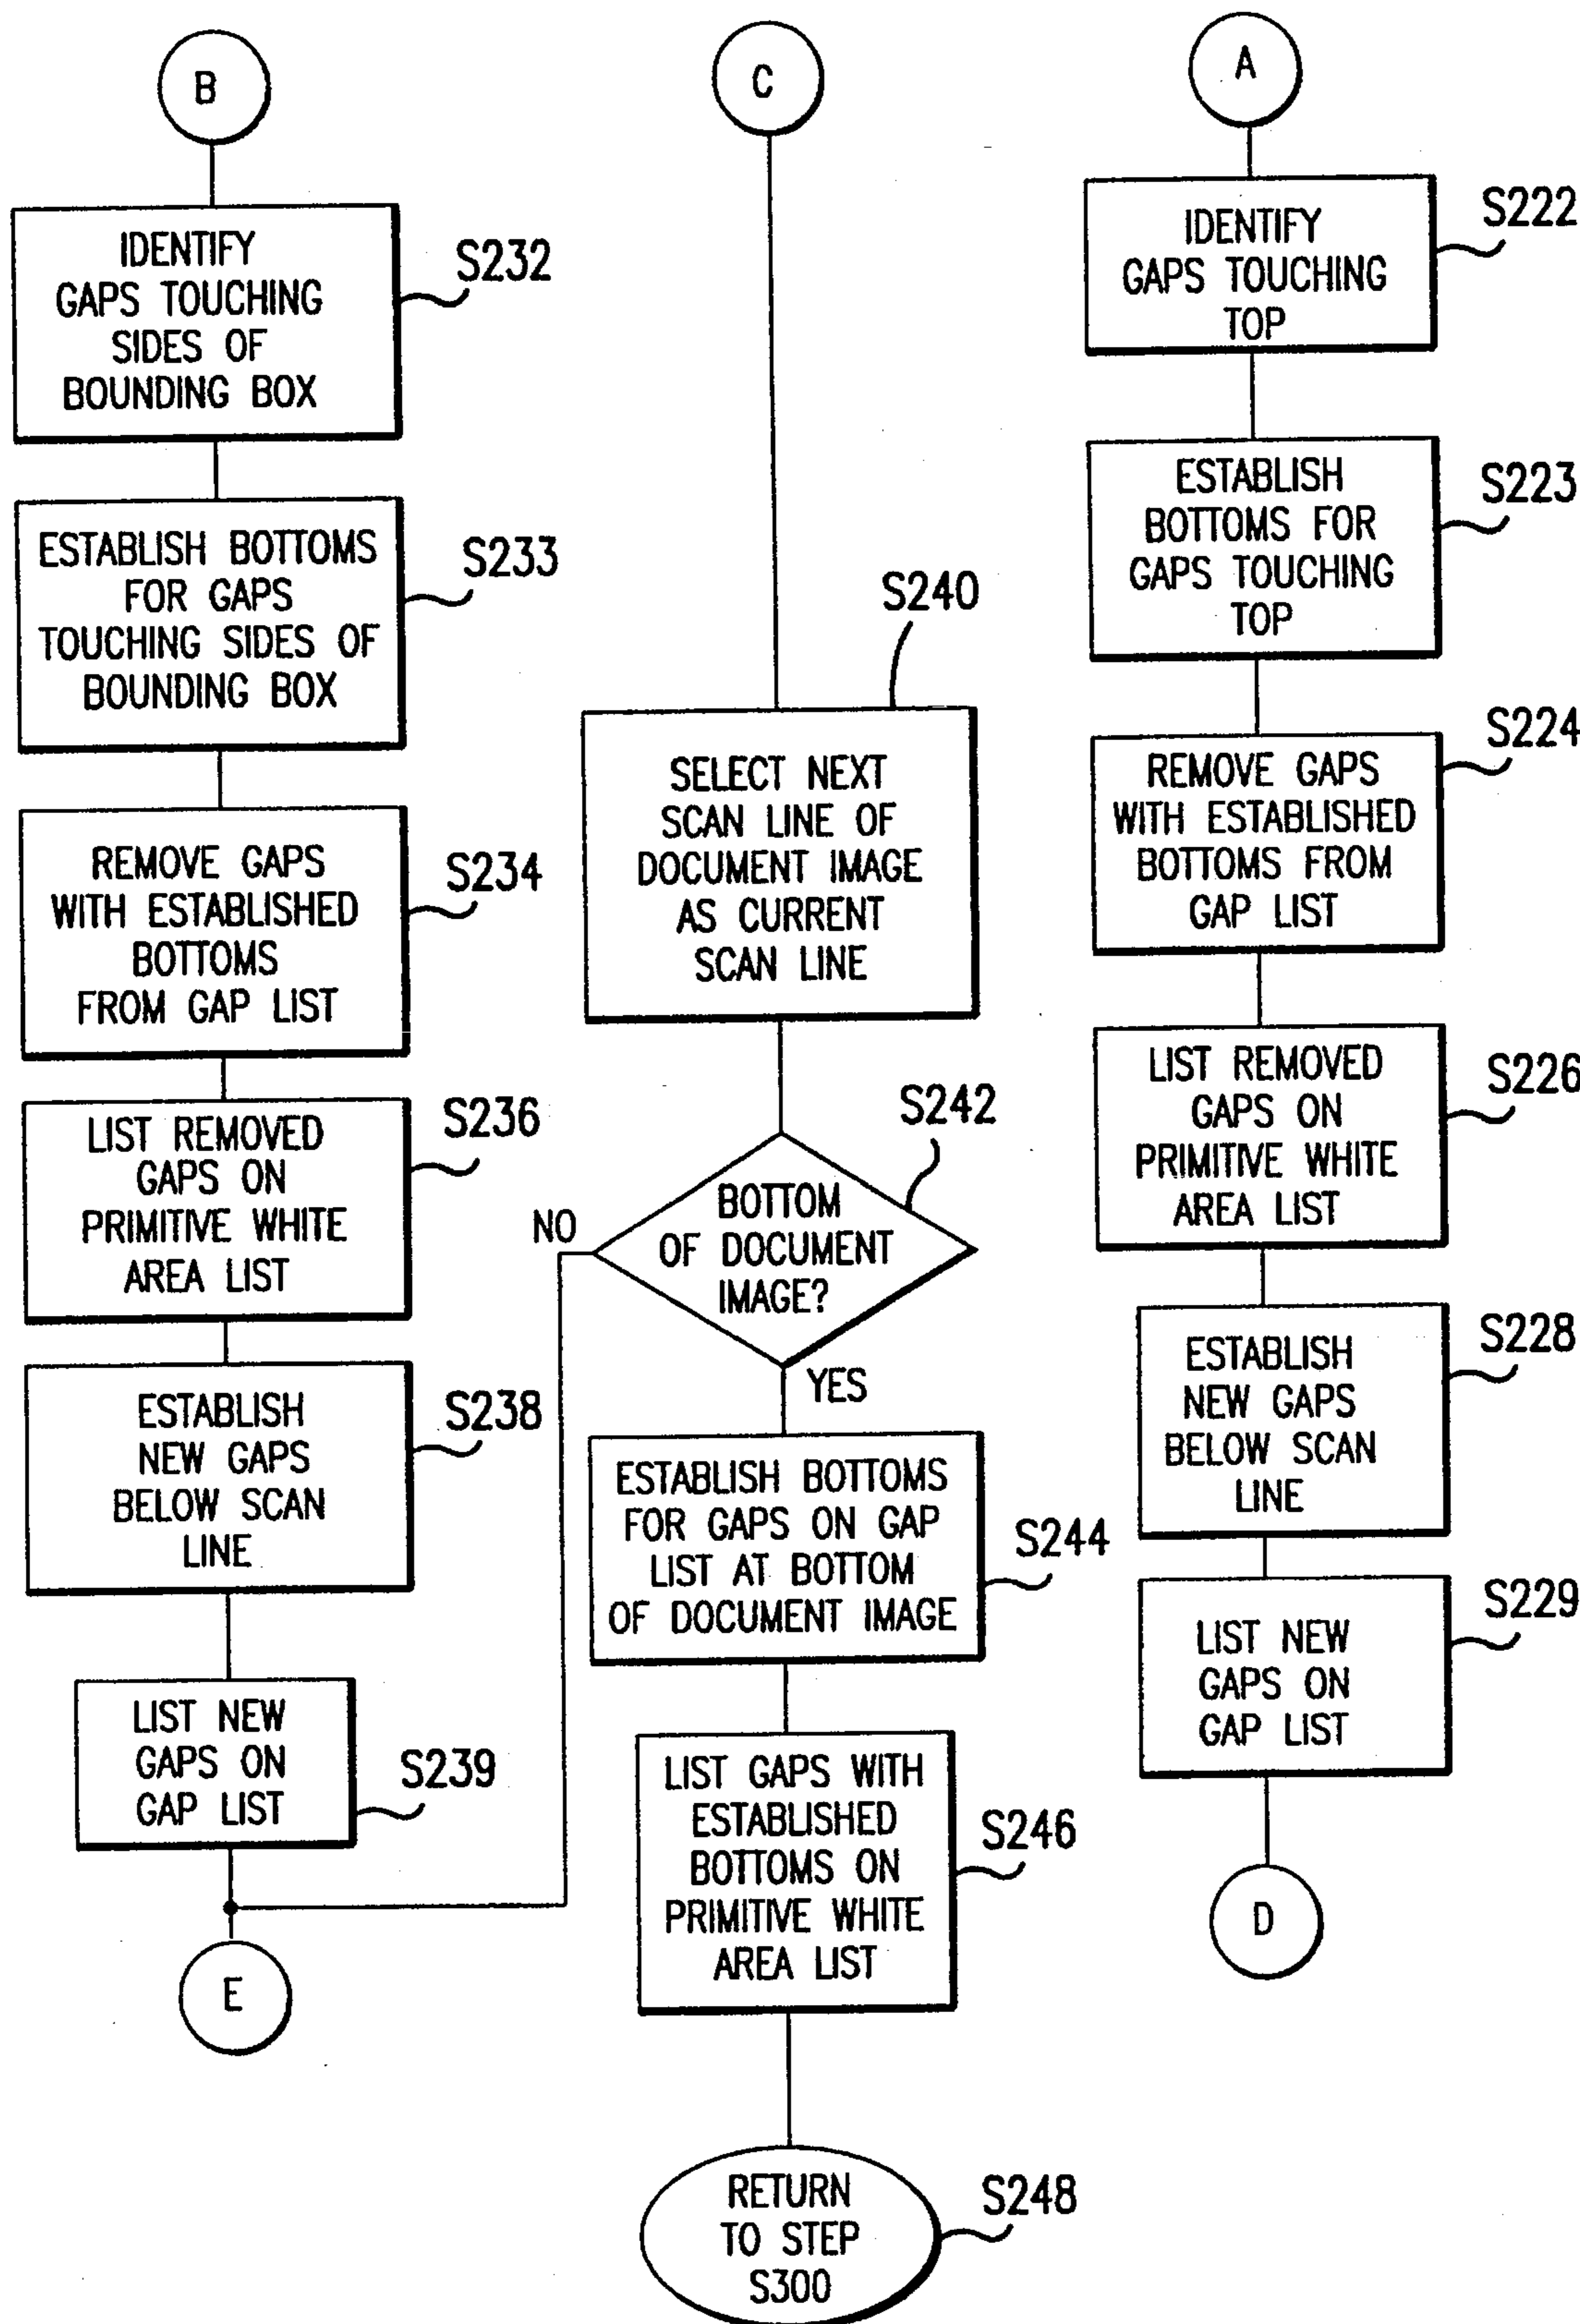 B
IDENTIFY
GAPS TOUCHING
SIDES OF
BOUNDING BOX
S232
ESTABLISH BOTTOMS
FOR GAPS
TOUCHING SIDES OF
BOUNDING BOX
S233
REMOVE GAPS
WITH ESTABLISHED
BOTTOMS
FROM GAP LIST
S234
LIST REMOVED
GAPS ON
PRIMITIVE WHITE
AREA LIST
S236
ESTABLISH
NEW GAPS
BELOW SCAN
LINE
S238
LIST NEW
GAPS ON
GAP LIST
S239
E
C
S240
SELECT NEXT
SCAN LINE OF
DOCUMENT IMAGE
AS CURRENT
SCAN LINE
S242
BOTTOM
OF DOCUMENT
IMAGE?
NO
YES
ESTABLISH BOTTOMS
FOR GAPS ON GAP
LIST AT BOTTOM
OF DOCUMENT IMAGE
S244
LIST GAPS WITH
ESTABLISHED
BOTTOMS ON
PRIMITIVE WHITE
AREA LIST
S246
RETURN
TO STEP
S300
S248
A
IDENTIFY
GAPS TOUCHING
TOP
S222
ESTABLISH
BOTTOMS FOR
GAPS TOUCHING
TOP
S223
REMOVE GAPS
WITH ESTABLISHED
BOTTOMS FROM
GAP LIST
S224
LIST REMOVED
GAPS ON
PRIMITIVE WHITE
AREA LIST
S226
ESTABLISH
NEW GAPS
BELOW SCAN
LINE
S228
LIST NEW
GAPS ON
GAP LIST
S229
D